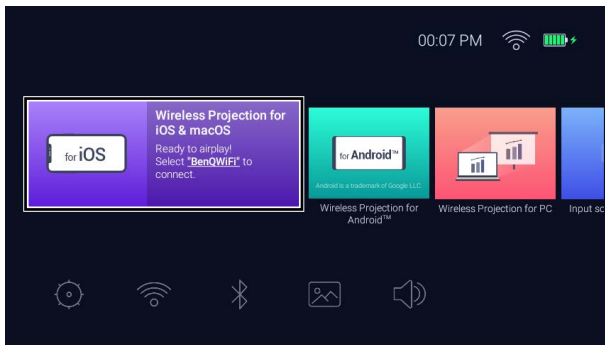 00:07 PM
for iOS
Wireless Projection for
iOS & macOS
Ready to airplay!
Select "BenQWiFi" to
connect.
for Android™
Android is a trademark of Google LLC
Wireless Projection for
Android™
Wireless Projection for PC
Input